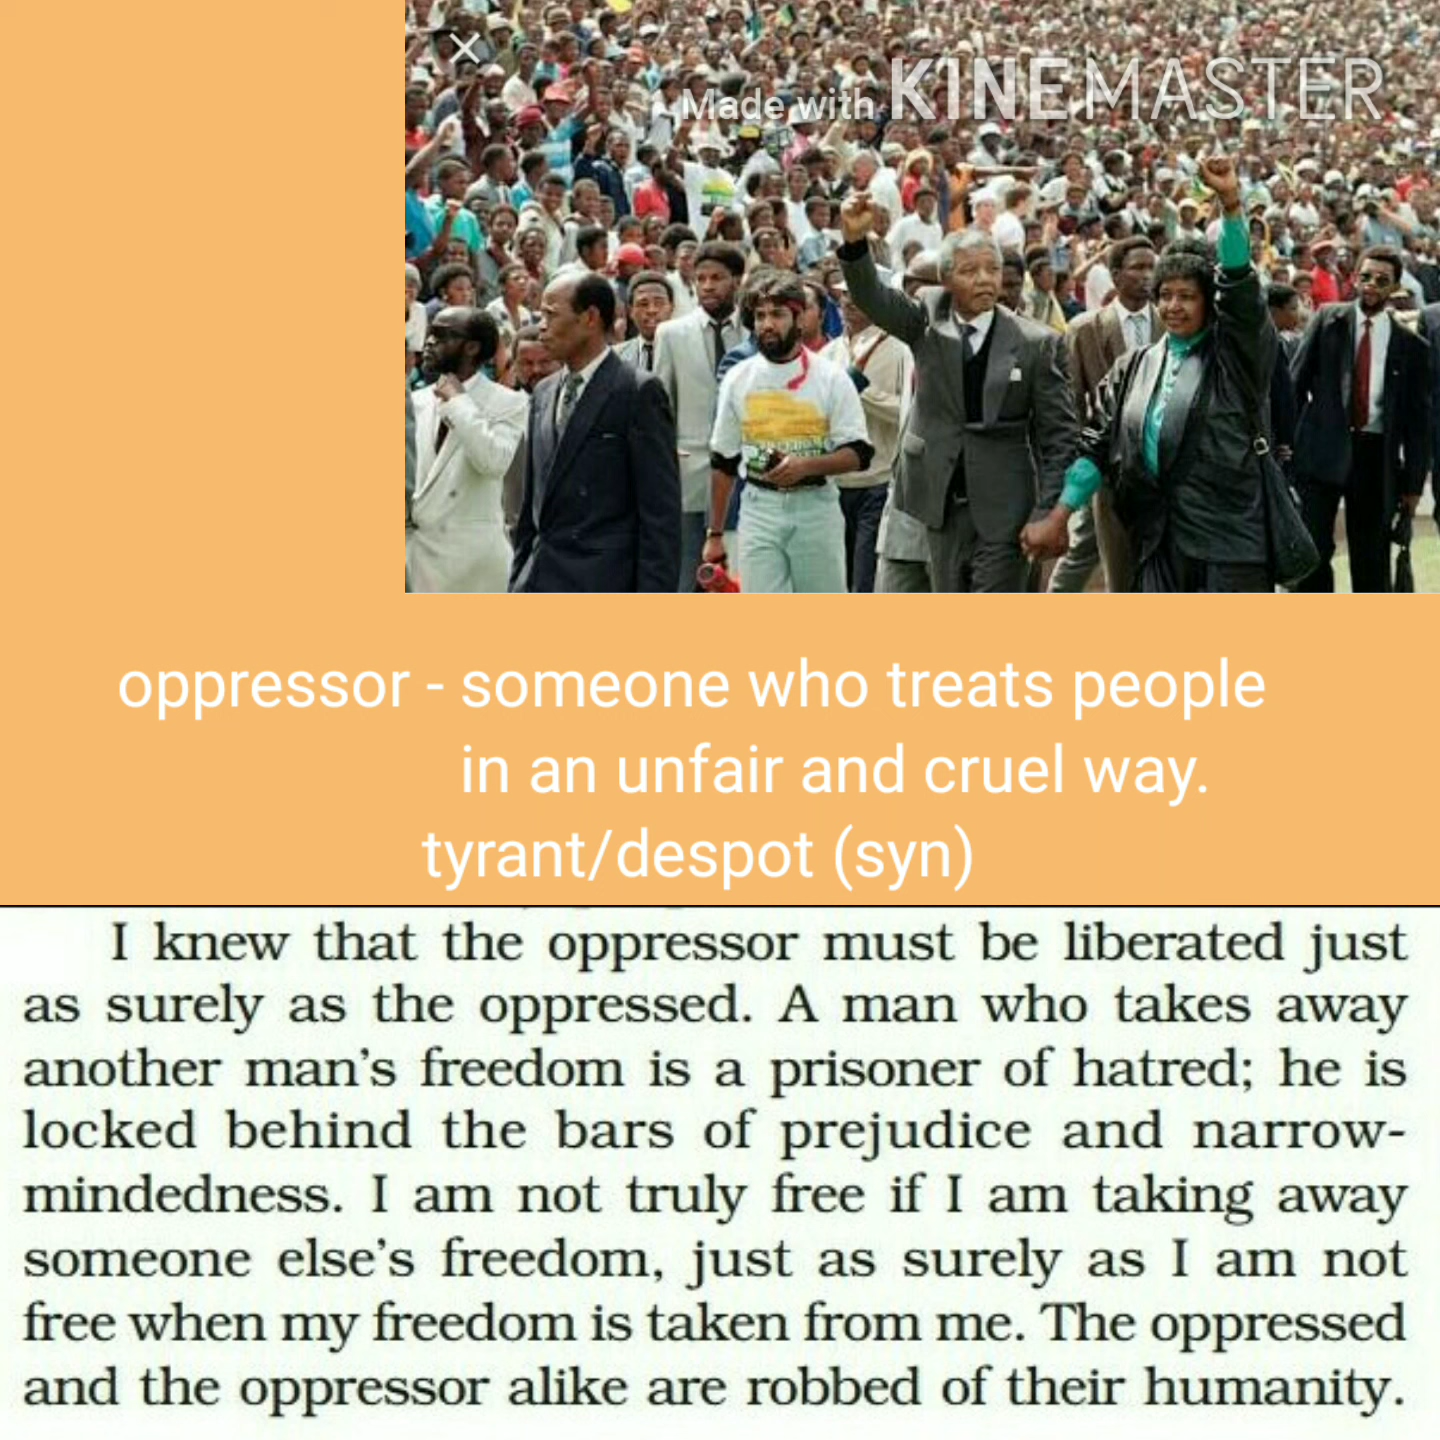 Made with KINEMASTER
oppressor - someone who treats people
in an unfair and cruel way.
tyrant/despot (syn)
I knew that the oppressor must be liberated just
as surely as the oppressed. A man who takes away
another man's freedom is a prisoner of hatred; he is
locked behind the bars of prejudice and narrow-
mindedness. I am not truly free if I am taking away
someone else's freedom, just as surely as I am not
free when my freedom is taken from me. The oppressed
and the oppressor alike are robbed of their humanity.